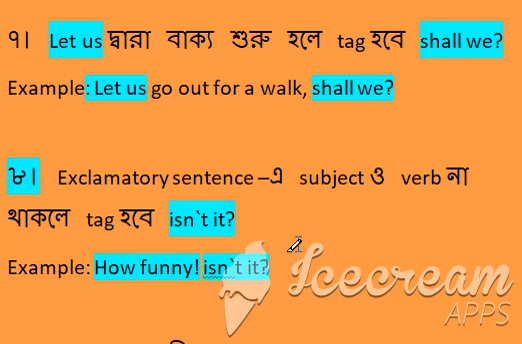 ৭। Let us দ্বারা বাক্য শুরু হলে tag হবে shall we?
Example: Let us go out for a walk, shall we?
৮। Exclamatory sentence –এ subject ও verb না
থাকলে tag হবে isn`t it?
Example: How funny! isn`t it?
Icecream
APPS